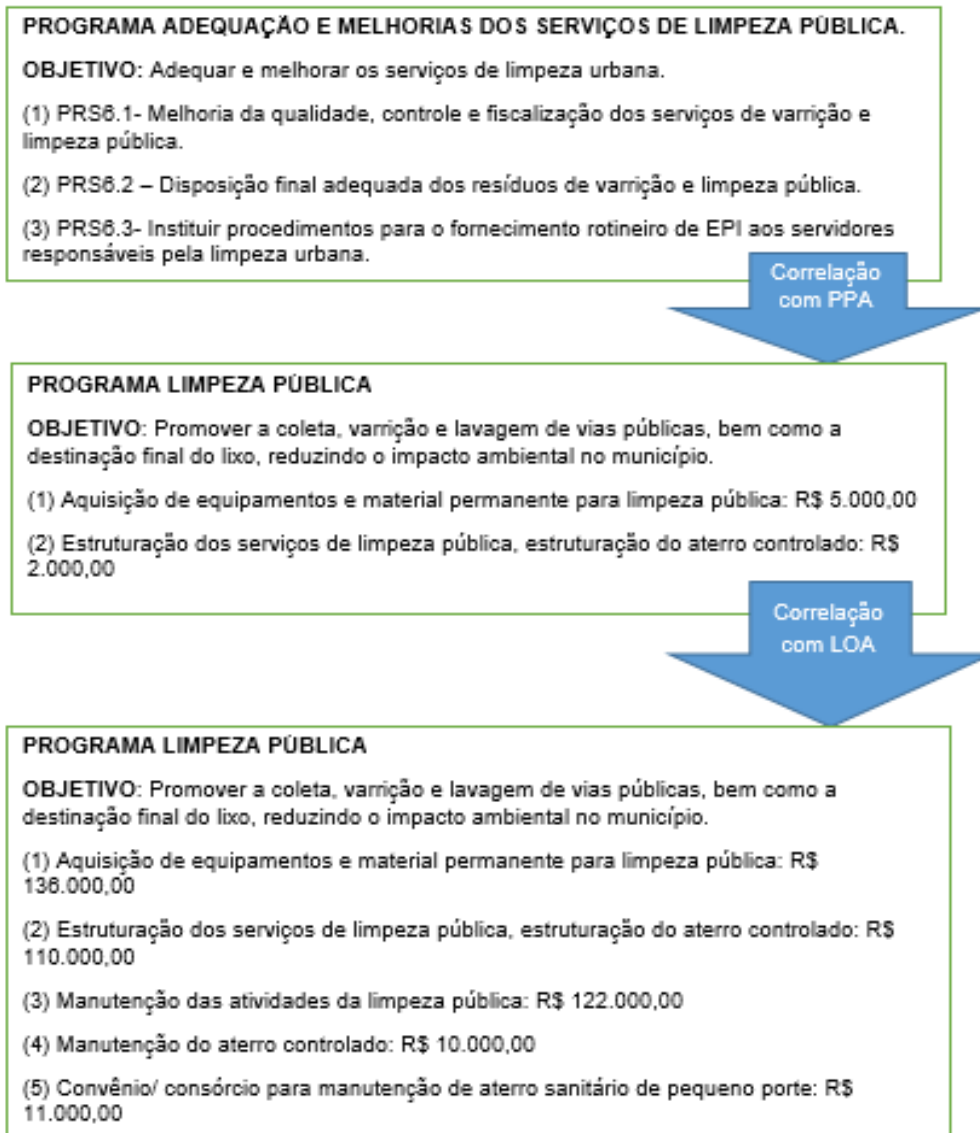 PROGRAMA ADEQUAÇÃO E MELHORIAS DOS SERVIÇOS DE LIMPEZA PÚBLICA.
OBJETIVO: Adequar e melhorar os serviços de limpeza urbana.
(1) PRS6.1- Melhoria da qualidade, controle e fiscalização dos serviços de varrição e
limpeza pública.
(2) PRS6.2 – Disposição final adequada dos resíduos de varrição e limpeza pública.
(3) PRS6.3- Instituir procedimentos para o fornecimento rotineiro de EPI aos servidores
responsáveis pela limpeza urbana.
Correlação
com PPA
PROGRAMA LIMPEZA PÚBLICA
OBJETIVO: Promover a coleta, varrição e lavagem de vias públicas, bem como a
destinação final do lixo, reduzindo o impacto ambiental no município.
(1) Aquisição de equipamentos e material permanente para limpeza pública: R$ 5.000,00
(2) Estruturação dos serviços de limpeza pública, estruturação do aterro controlado: R$
2.000,00
Correlação
com LOA
PROGRAMA LIMPEZA PÚBLICA
OBJETIVO: Promover a coleta, varrição e lavagem de vias públicas, bem como a
destinação final do lixo, reduzindo o impacto ambiental no município.
(1) Aquisição de equipamentos e material permanente para limpeza pública: R$
136.000,00
(2) Estruturação dos serviços de limpeza pública, estruturação do aterro controlado: R$
110.000,00
(3) Manutenção das atividades da limpeza pública: R$ 122.000,00
(4) Manutenção do aterro controlado: R$ 10.000,00
(5) Convênio/ consórcio para manutenção de aterro sanitário de pequeno porte: R$
11.000,00